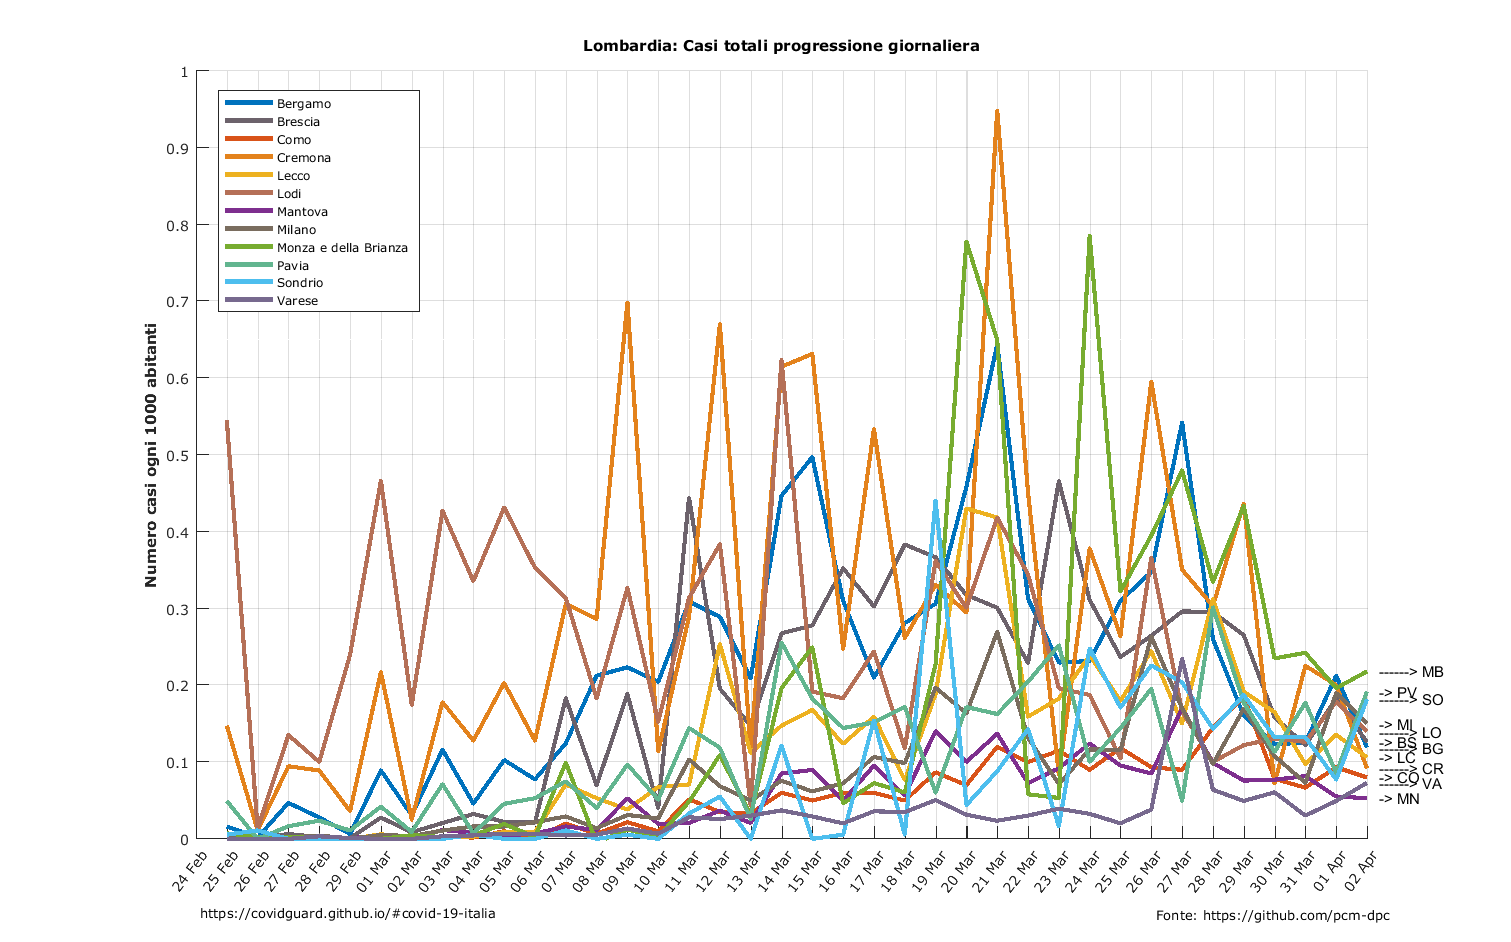 Lombardia: Casi totali progressione giornaliera
1
0.9
0.8
0.7
0.6
0.5
0.4
0.3
0.2
0.1
0
Numero casi ogni 1000 abitanti
Bergamo
Brescia
Como
Cremona
Lecco
Lodi
Mantova
Milano
Monza e della Brianza
Pavia
Sondrio
Varese
------> MB
-> PV
------> SO
-> MI
------> LO
-> BS
------> BG
-> LC
------> CR
-> CO
------> VA
-> MN
24 Feb
25 Feb
26 Feb
27 Feb
28 Feb
29 Feb
01 Mar
02 Mar
03 Mar
04 Mar
05 Mar
06 Mar
07 Mar
08 Mar
09 Mar
10 Mar
11 Mar
12 Mar
13 Mar
14 Mar
15 Mar
16 Mar
17 Mar
18 Mar
19 Mar
20 Mar
21 Mar
22 Mar
23 Mar
24 Mar
25 Mar
26 Mar
27 Mar
28 Mar
29 Mar
30 Mar
31 Mar
01 Apr
02 Apr
https://covidguard.github.io/#covid-19-italia
Fonte: https://github.com/pcm-dpc